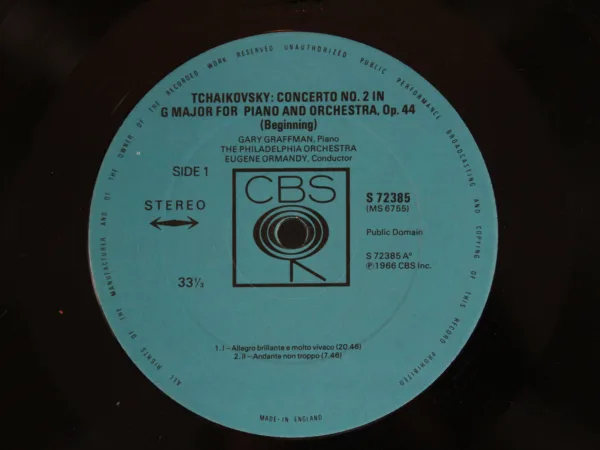 ALL RIGHTS OF THE MANUFACTURER AND OF THE OWNER OF THE RECORDED WORK RESERVED UNAUTHORIZED PUBLIC PERFORMANCE BROADCASTING AND COPYING OF THIS RECORD PROHIBITED
TCHAIKOVSKY: CONCERTO NO. 2 IN
G MAJOR FOR PIANO AND ORCHESTRA, Op. 44
(Beginning)
GARY GRAFFMAN, Piano
THE PHILADELPHIA ORCHESTRA
EUGENE ORMANDY, Conductor
SIDE 1
CBS
S 72385
(MS 6755)
STEREO
Public Domain
S 72385 A°
℗1966 CBS Inc.
33⅓
1. I – Allegro brillante e molto vivace (20.46)
2. II – Andante non troppo (7.46)
MADE IN ENGLAND